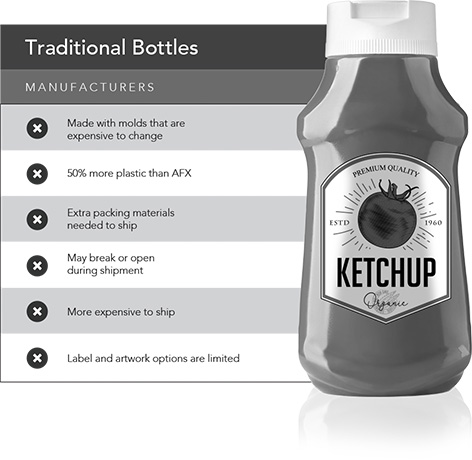 Traditional Bottles
MANUFACTURERS
Made with molds that are
expensive to change
50% more plastic than AFX
Extra packing materials
needed to ship
May break or open
during shipment
More expensive to ship
Label and artwork options are limited
PREMIUM QUALITY
ESTD 1960
KETCHUP
Organic